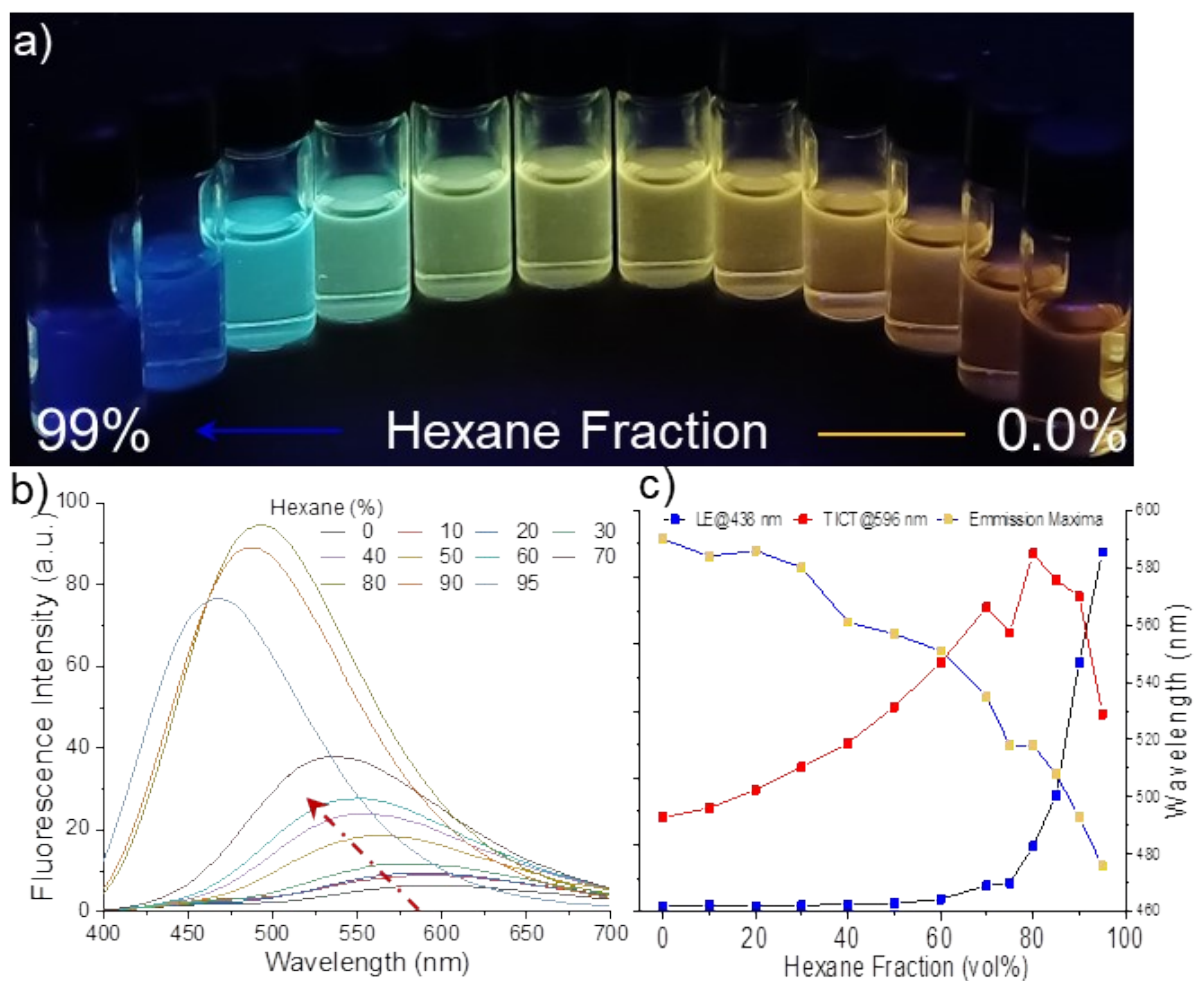 a)
99%
Hexane Fraction
0.0%
b)
Hexane (%)
0 10 20 30
40 50 60 70
80 90 95
100
80
60
40
20
0
Fluorescence Intensity (a.u.)
400 450 500 550 600 650 700
Wavelength (nm)
c)
LE@438 nm TICT@596 nm Emmission Maxima
600
580
560
540
520
500
480
460
Wavelength (nm)
0 20 40 60 80 100
Hexane Fraction (vol%)